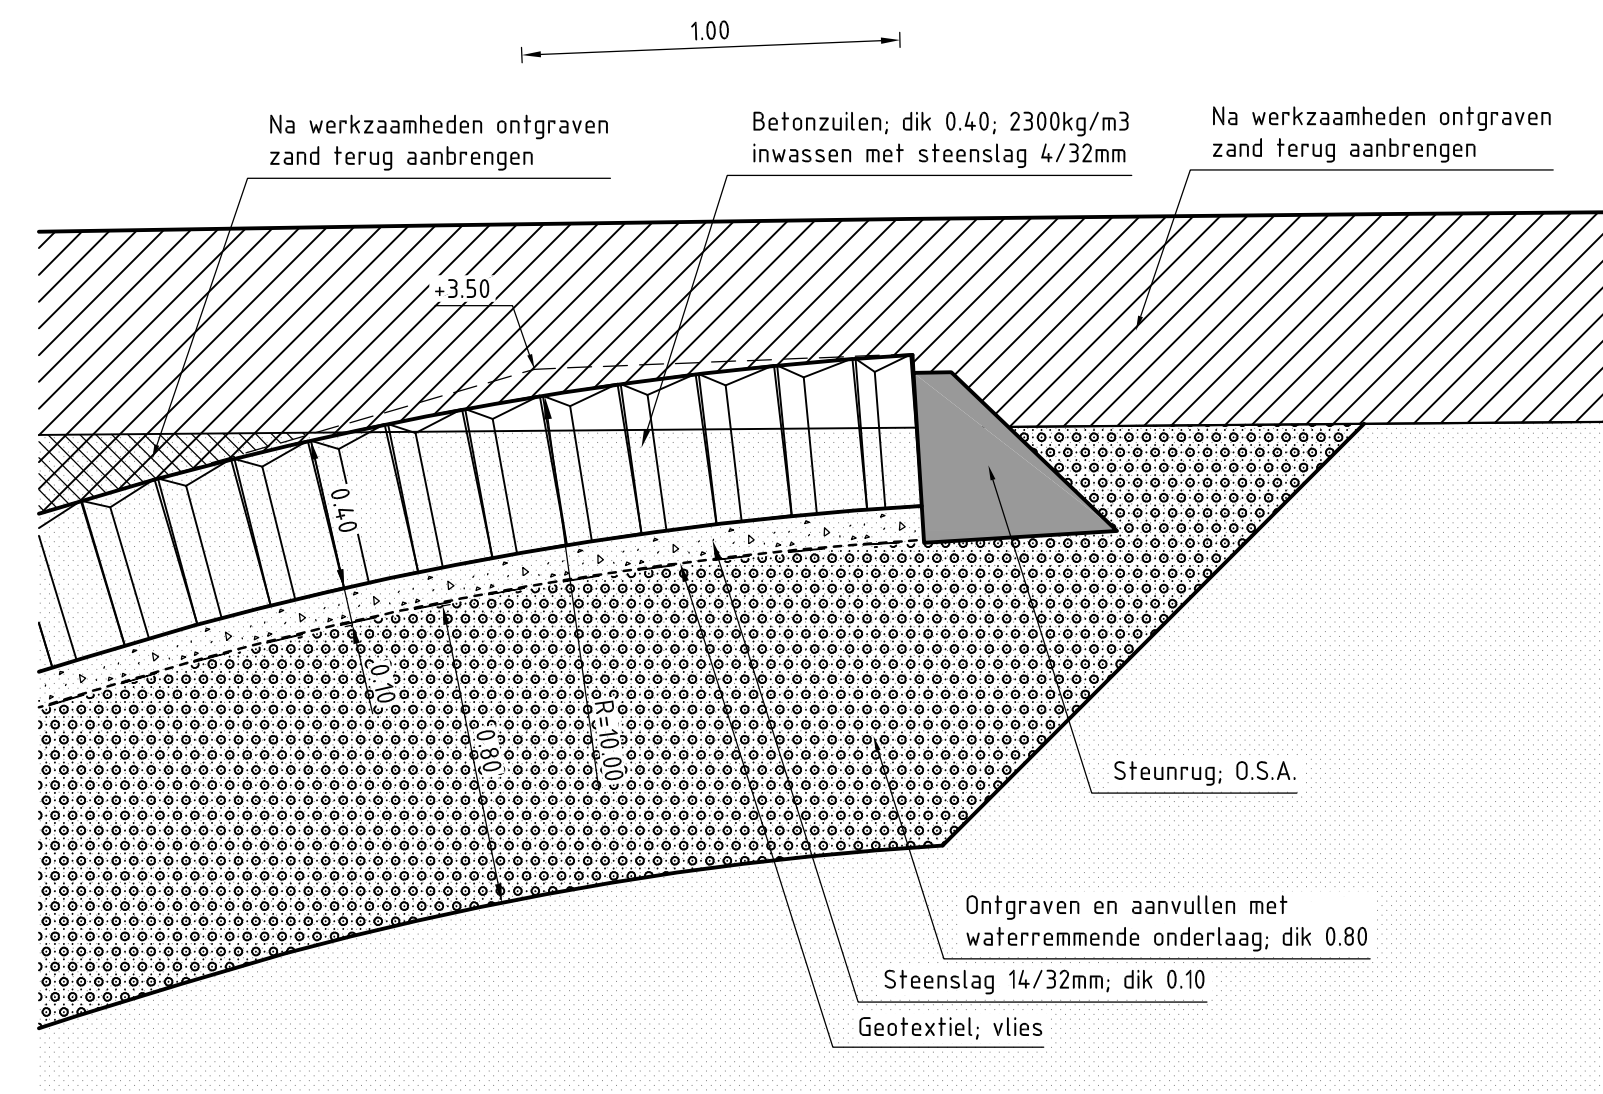 1.00
Na werkzaamheden ontgraven
zand terug aanbrengen
Betonzuilen; dik 0.40; 2300kg/m3
inwassen met steenslag 4/32mm
Na werkzaamheden ontgraven
zand terug aanbrengen
+3.50
0.40
0.10
0.80
R=10.00
Steunrug; O.S.A.
Ontgraven en aanvullen met
waterremmende onderlaag; dik 0.80
Steenslag 14/32mm; dik 0.10
Geotextiel; vlies